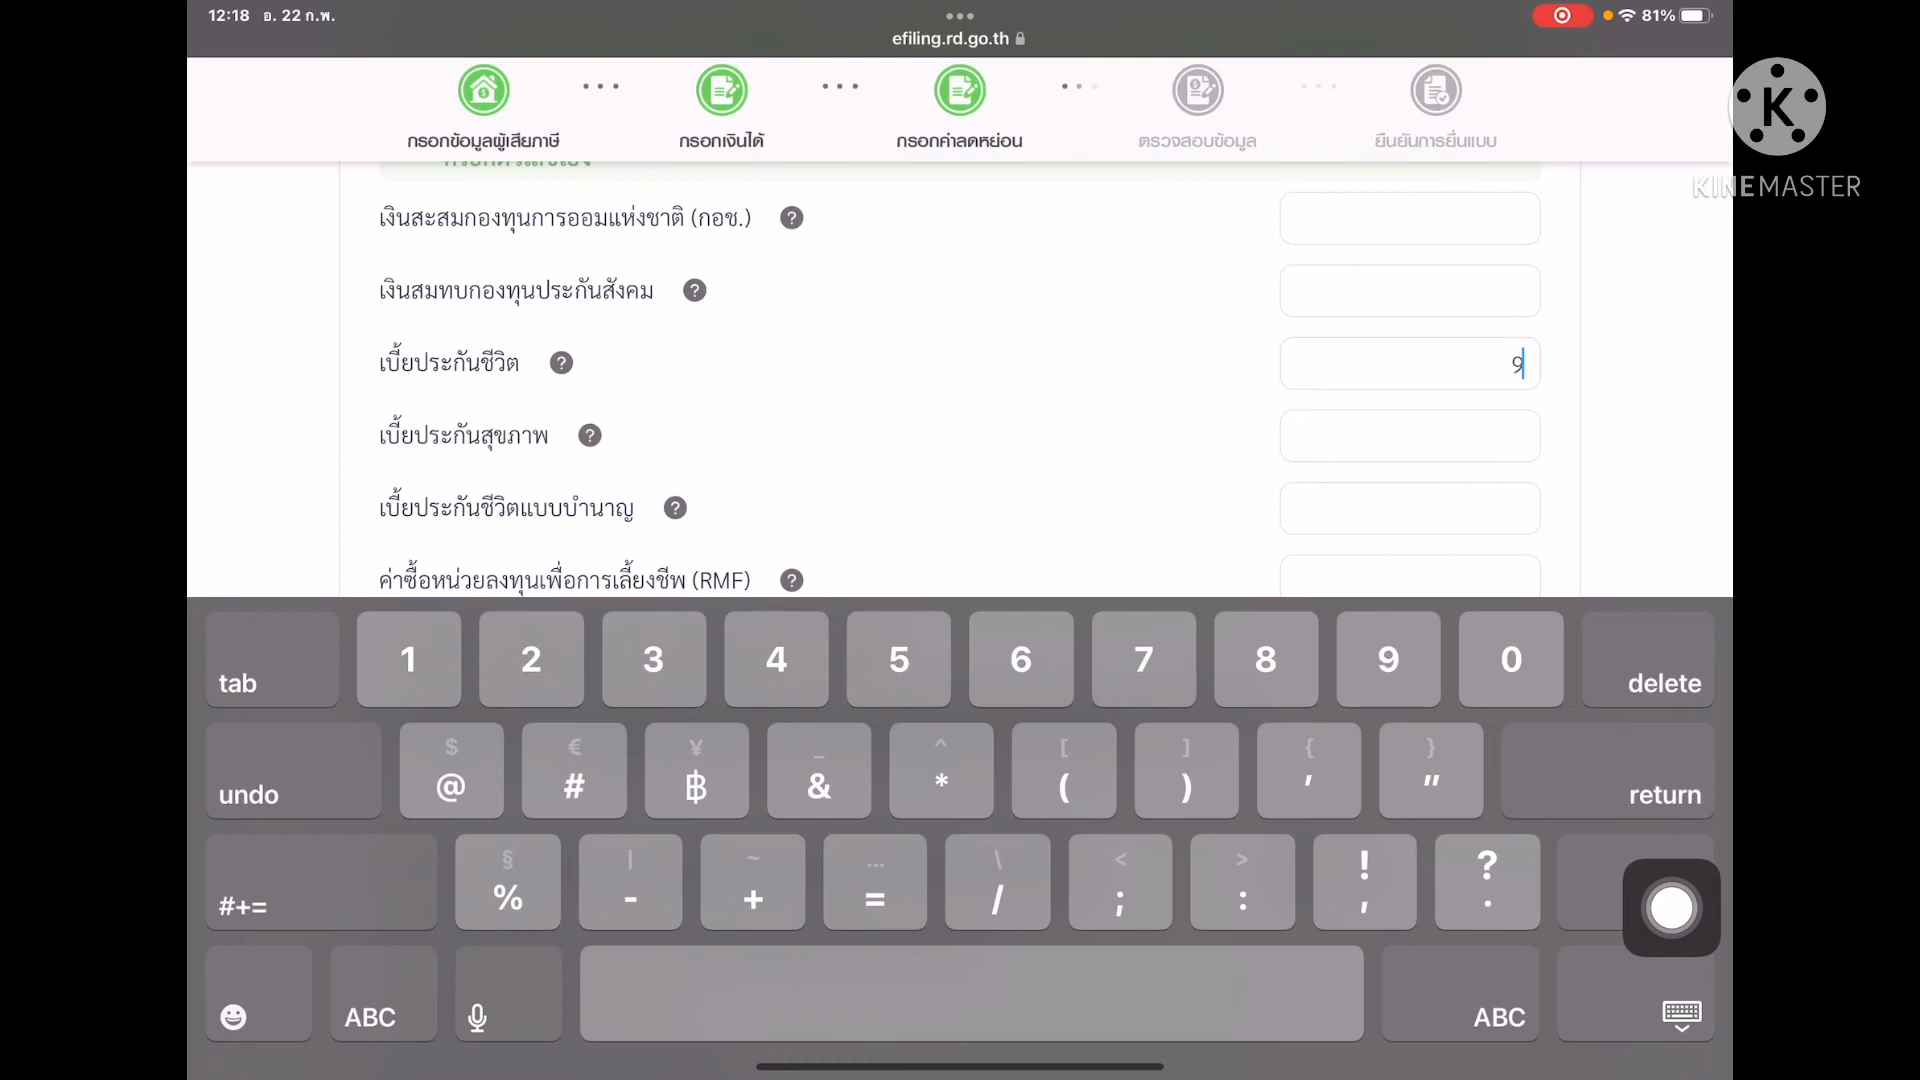 12:18 อ. 22 ก.พ.
81%
efiling.rd.go.th
กรอกข้อมูลผู้เสียภาษี
กรอกเงินได้
กรอกค่าลดหย่อน
ตรวจสอบข้อมูล
ยืนยันการยื่นแบบ
K
KINEMASTER
เงินสะสมกองทุนการออมแห่งชาติ (กอช.) ?
เงินสมทบกองทุนประกันสังคม ?
เบี้ยประกันชีวิต ? 9
เบี้ยประกันสุขภาพ ?
เบี้ยประกันชีวิตแบบบำนาญ ?
ค่าซื้อหน่วยลงทุนเพื่อการเลี้ยงชีพ (RMF) ?
tab 1 2 3 4 5 6 7 8 9 0 delete
$ € ¥ _ ^ [ ] { }
undo @ # ฿ & * ( ) ' " return
§ | ~ … \ < > ! ?
#+= % - + = / ; : , .
ABC ABC